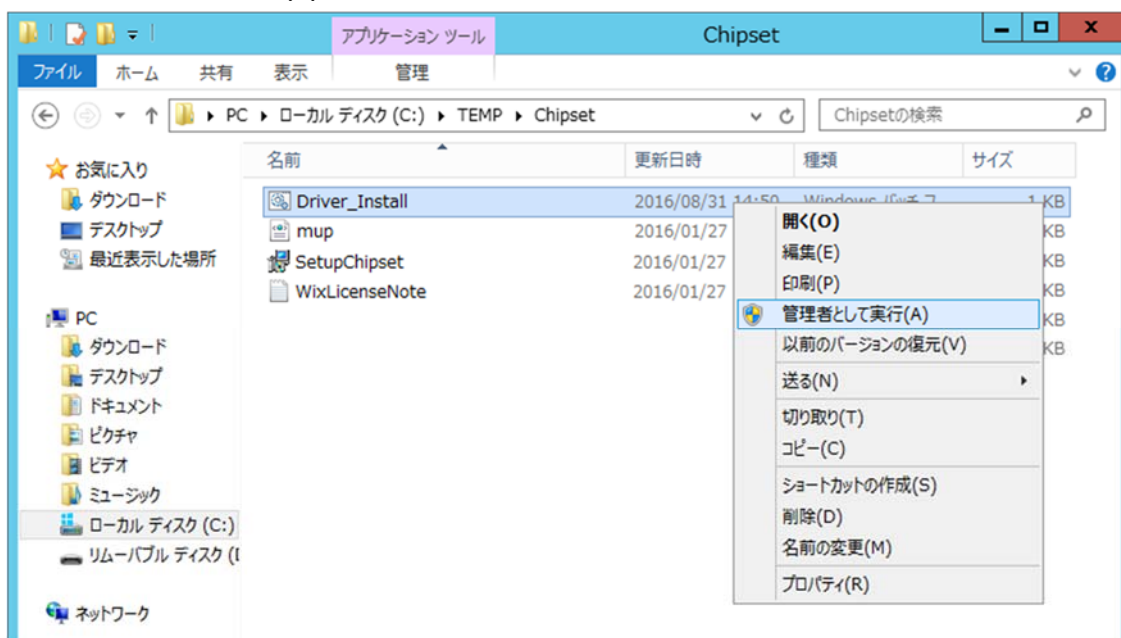 アプリケーション ツール
Chipset
ファイル ホーム 共有 表示 管理
PC ローカル ディスク (C:) TEMP Chipset
Chipsetの検索
名前 更新日時 種類 サイズ
Driver_Install 2016/08/31 14:50 Windows バッチ フ 1 KB
mup 2016/01/27 KB
SetupChipset 2016/01/27 KB
WixLicenseNote 2016/01/27 KB
KB
KB
お気に入り
ダウンロード
デスクトップ
最近表示した場所
PC
ダウンロード
デスクトップ
ドキュメント
ピクチャ
ビデオ
ミュージック
ローカル ディスク (C:)
リムーバブル ディスク (
ネットワーク
開く(O)
編集(E)
印刷(P)
管理者として実行(A)
以前のバージョンの復元(V)
送る(N)
切り取り(T)
コピー(C)
ショートカットの作成(S)
削除(D)
名前の変更(M)
プロパティ(R)